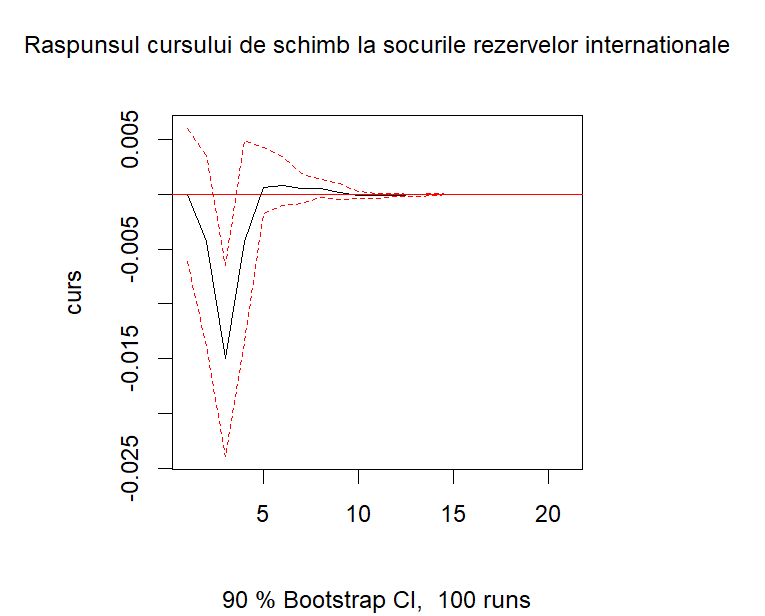 Raspunsul cursului de schimb la socurile rezervelor internationale
0.005
-0.005
-0.015
-0.025
curs
5 10 15 20
90 % Bootstrap CI, 100 runs